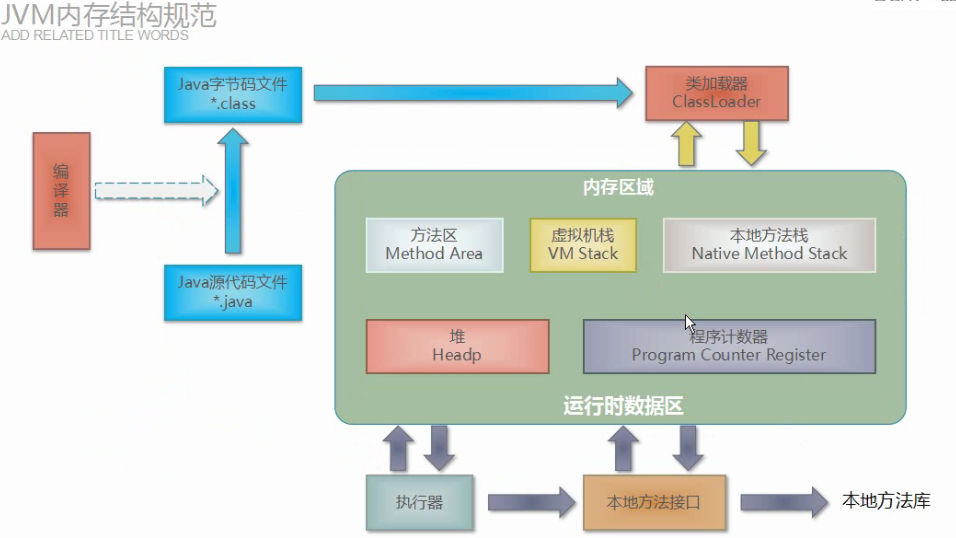 JVM内存结构规范
ADD RELATED TITLE WORDS
Java字节码文件
*.class
类加载器
ClassLoader
编
译
器
内存区域
方法区
Method Area
虚拟机栈
VM Stack
本地方法栈
Native Method Stack
Java源代码文件
*.java
堆
Headp
程序计数器
Program Counter Register
运行时数据区
执行器
本地方法接口
本地方法库